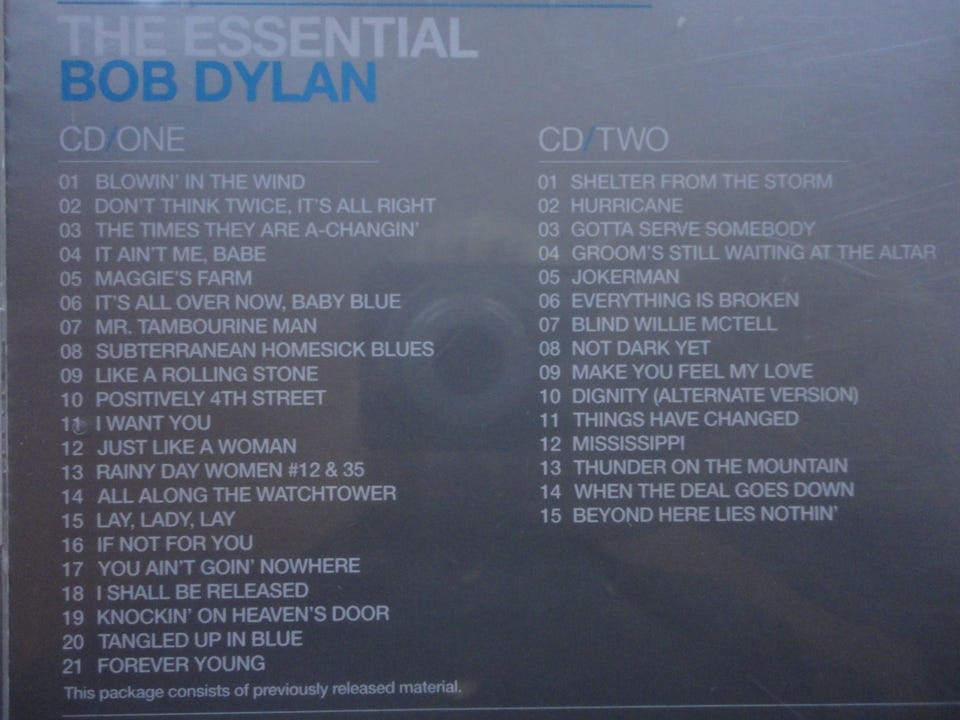 THE ESSENTIAL
BOB DYLAN
CD/ONE
01 BLOWIN' IN THE WIND
02 DON'T THINK TWICE, IT'S ALL RIGHT
03 THE TIMES THEY ARE A-CHANGIN'
04 IT AIN'T ME, BABE
05 MAGGIE'S FARM
06 IT'S ALL OVER NOW, BABY BLUE
07 MR. TAMBOURINE MAN
08 SUBTERRANEAN HOMESICK BLUES
09 LIKE A ROLLING STONE
10 POSITIVELY 4TH STREET
11 I WANT YOU
12 JUST LIKE A WOMAN
13 RAINY DAY WOMEN #12 & 35
14 ALL ALONG THE WATCHTOWER
15 LAY, LADY, LAY
16 IF NOT FOR YOU
17 YOU AIN'T GOIN' NOWHERE
18 I SHALL BE RELEASED
19 KNOCKIN' ON HEAVEN'S DOOR
20 TANGLED UP IN BLUE
21 FOREVER YOUNG
This package consists of previously released material.
CD/TWO
01 SHELTER FROM THE STORM
02 HURRICANE
03 GOTTA SERVE SOMEBODY
04 GROOM'S STILL WAITING AT THE ALTAR
05 JOKERMAN
06 EVERYTHING IS BROKEN
07 BLIND WILLIE MCTELL
08 NOT DARK YET
09 MAKE YOU FEEL MY LOVE
10 DIGNITY (ALTERNATE VERSION)
11 THINGS HAVE CHANGED
12 MISSISSIPPI
13 THUNDER ON THE MOUNTAIN
14 WHEN THE DEAL GOES DOWN
15 BEYOND HERE LIES NOTHIN'